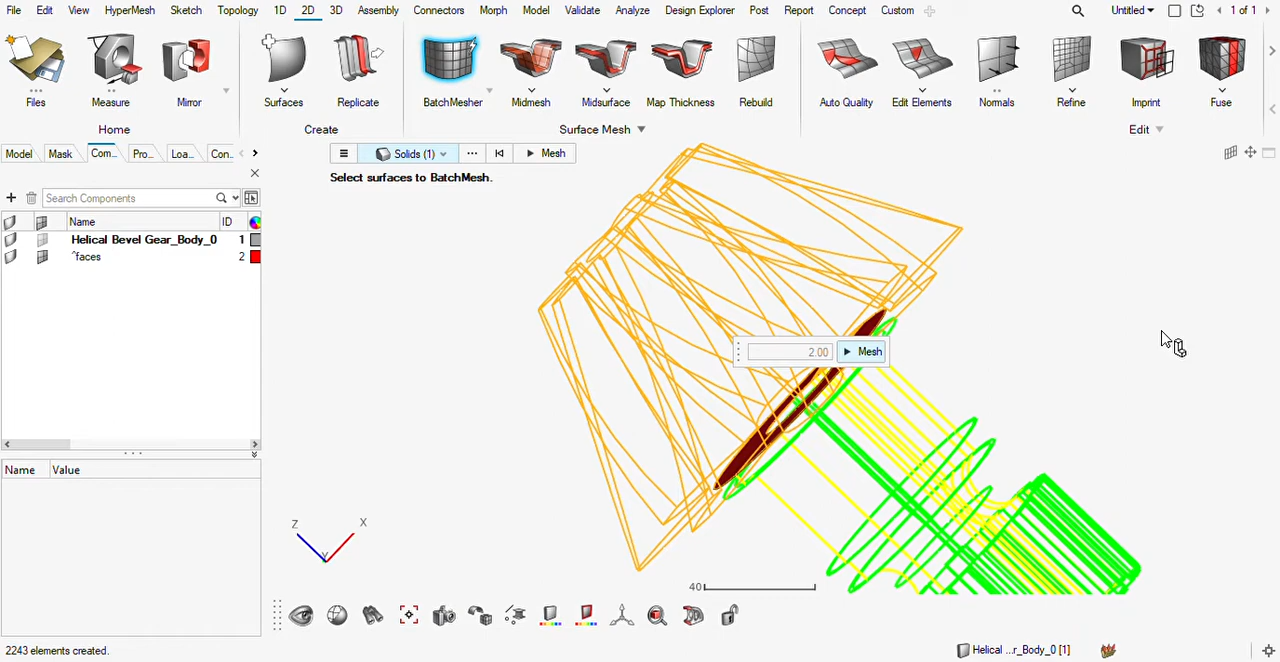 File Edit View HyperMesh Sketch Topology 1D 2D 3D Assembly Connectors Morph Model Validate Analyze Design Explorer Post Report Concept Custom Untitled 1 of 1
Files Measure Mirror Surfaces Replicate BatchMesher Midmesh Midsurface Map Thickness Rebuild Auto Quality Edit Elements Normals Refine Imprint Fuse
Home Create Surface Mesh Edit
Model Mask Com... Pro... Loa... Con...
Solids (1) Mesh
Select surfaces to BatchMesh.
Search Components
Name ID
Helical Bevel Gear_Body_0 1
^faces 2
2.00 Mesh
Name Value
Z X
Y
40
2243 elements created.
Helical ...r_Body_0 [1]